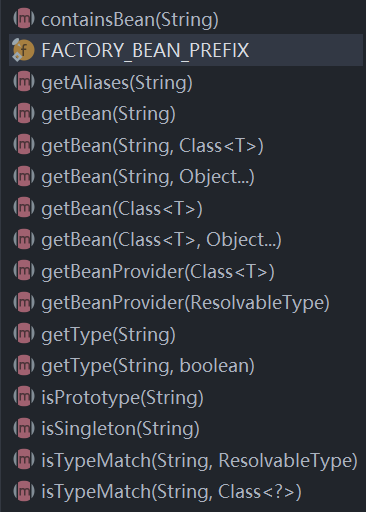 containsBean(String)
FACTORY_BEAN_PREFIX
getAliases(String)
getBean(String)
getBean(String, Class<T>)
getBean(String, Object...)
getBean(Class<T>)
getBean(Class<T>, Object...)
getBeanProvider(Class<T>)
getBeanProvider(ResolvableType)
getType(String)
getType(String, boolean)
isPrototype(String)
isSingleton(String)
isTypeMatch(String, ResolvableType)
isTypeMatch(String, Class<?>)